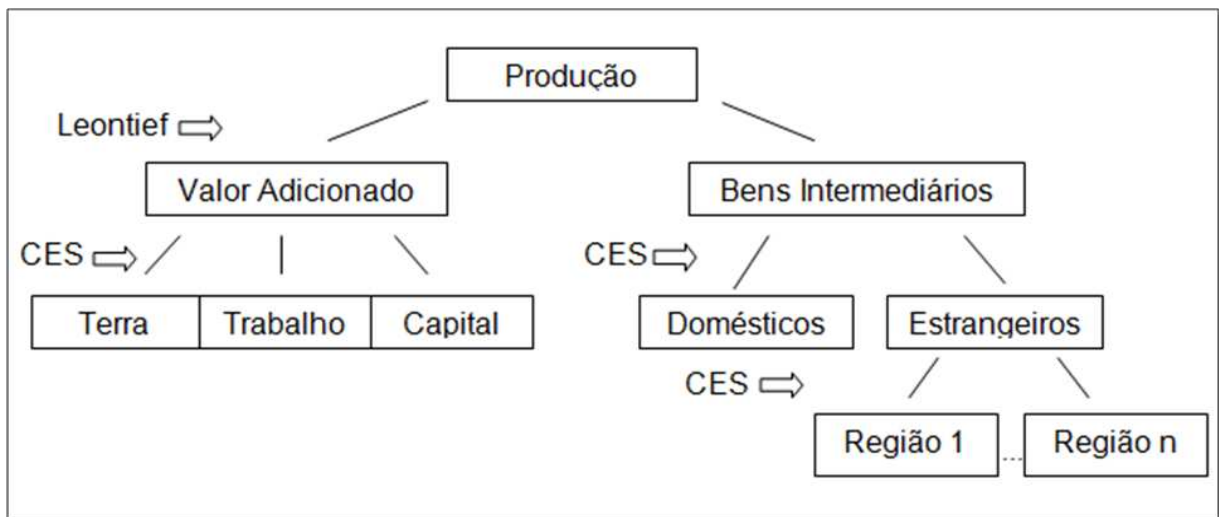 Produção
Leontief
Valor Adicionado
Bens Intermediários
CES
CES
Terra
Trabalho
Capital
Domésticos
Estrangeiros
CES
Região 1
...
Região n